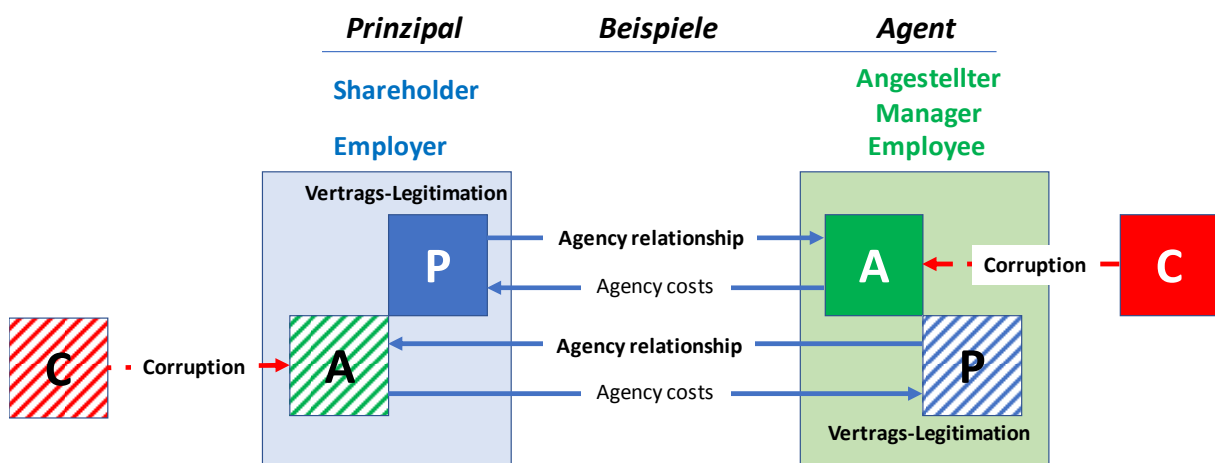 Prinzipal Beispiele Agent
Shareholder
Angestellter
Manager
Employer
Employee
Vertrags-Legitimation
P
Agency relationship
A
Corruption
C
Agency costs
C
Corruption
A
Agency relationship
P
Agency costs
Vertrags-Legitimation